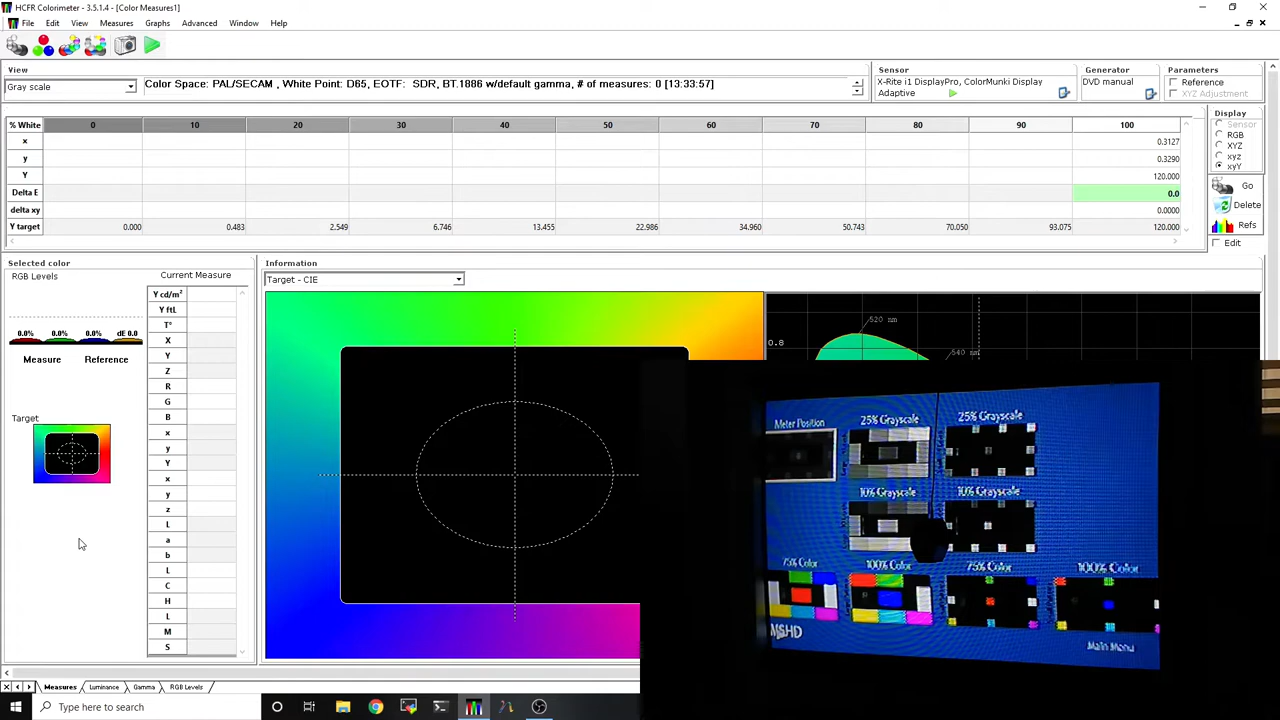 HCFR Colorimeter - 3.5.1.4 - [Color Measures1]
File Edit View Measures Graphs Advanced Window Help
View
Gray scale
Color Space: PAL/SECAM , White Point: D65, EOTF: SDR, BT.1886 w/default gamma, # of measures: 0 [13:33:57]
Sensor
X-Rite i1 DisplayPro, ColorMunki Display
Adaptive
Generator
DVD manual
Parameters
Reference
XYZ Adjustment
% White 0 10 20 30 40 50 60 70 80 90 100
x 0.3127
y 0.3290
Y 120.000
Delta E 0.0
delta xy 0.0000
Y target 0.000 0.483 2.549 6.746 13.455 22.986 34.960 50.743 70.050 93.075 120.000
Display
Sensor
RGB
XYZ
xyz
xyY
Go
Delete
Refs
Edit
Selected color
RGB Levels
0.0% 0.0% 0.0% dE 0.0
Measure Reference
Target
Current Measure
Y cd/m²
Y ftL
T°
X
Y
Z
R
G
B
x
y
Y
x
y
z
L
a
b
L
C
H
L
M
S
Information
Target - CIE
520 nm
0.8
540 nm
Meter Position
25% Grayscale
25% Grayscale
10% Grayscale
10% Grayscale
75% Color
100% Color
75% Color
100% Color
Main Menu
Measures Luminance Gamma RGB Levels
Type here to search